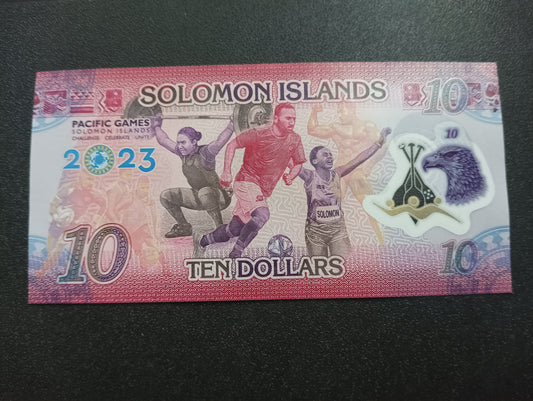 SOLOMON ISLANDS
10
PACIFIC GAMES
SOLOMON ISLANDS
CHALLENGE CELEBRATE UNITE
2023
10
SOLOMON
10
TEN DOLLARS
10